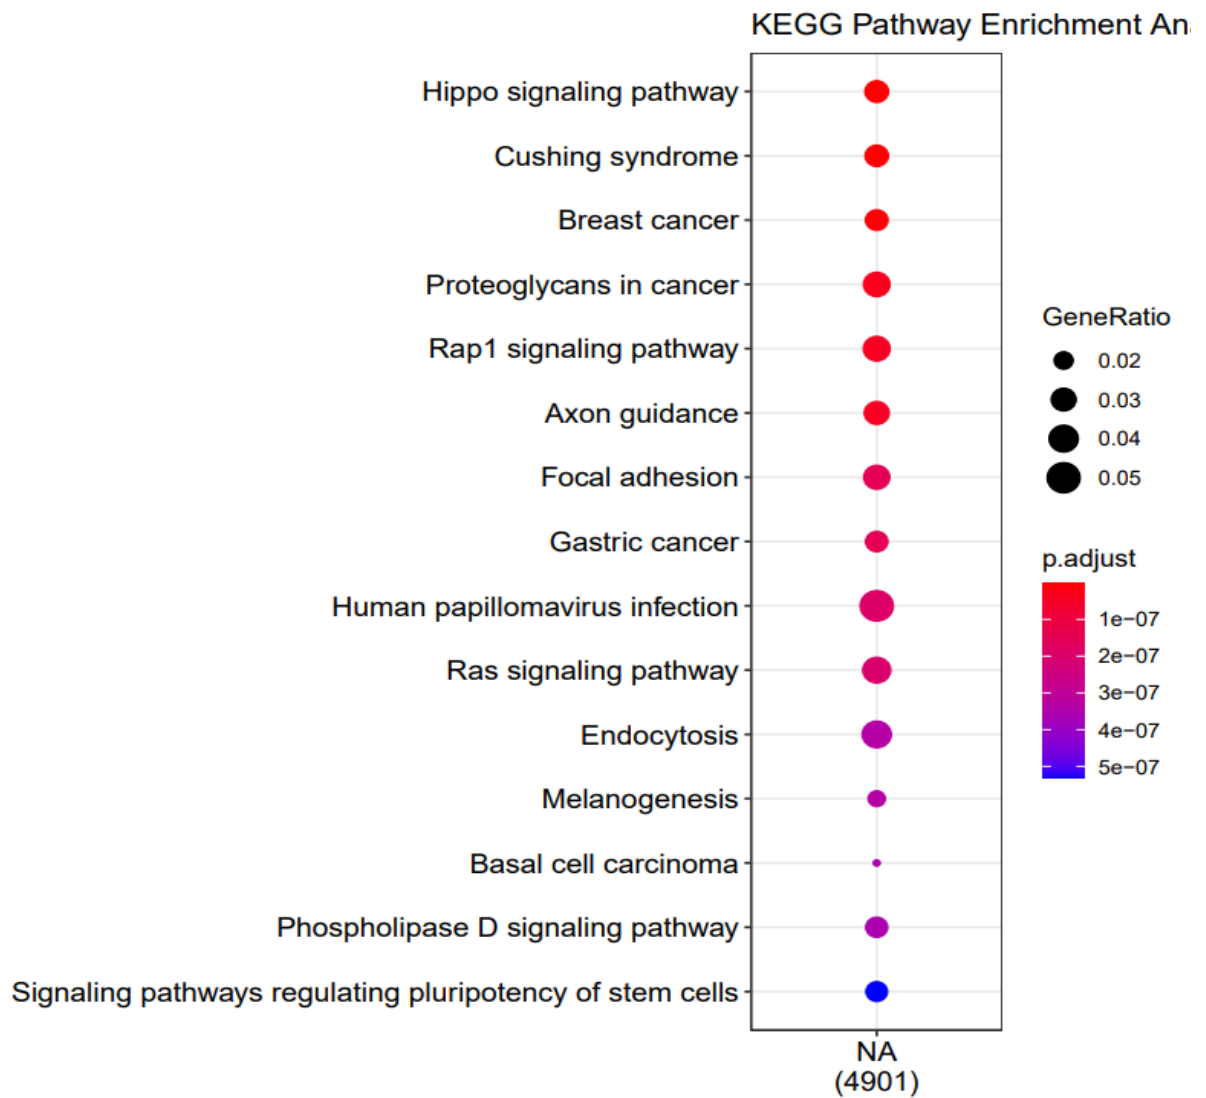 KEGG Pathway Enrichment An
Hippo signaling pathway
Cushing syndrome
Breast cancer
Proteoglycans in cancer
Rap1 signaling pathway
Axon guidance
Focal adhesion
Gastric cancer
Human papillomavirus infection
Ras signaling pathway
Endocytosis
Melanogenesis
Basal cell carcinoma
Phospholipase D signaling pathway
Signaling pathways regulating pluripotency of stem cells
NA
(4901)
GeneRatio
0.02
0.03
0.04
0.05
p.adjust
1e−07
2e−07
3e−07
4e−07
5e−07